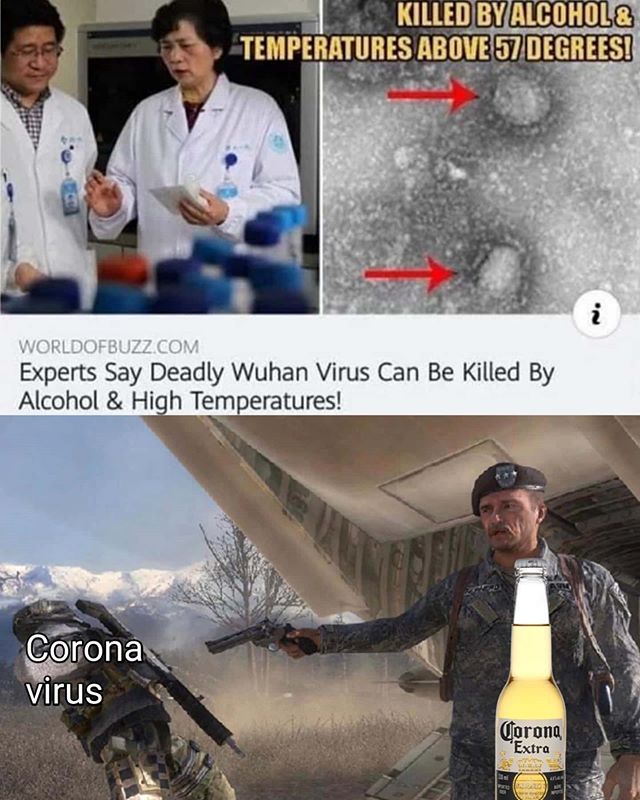 KILLED BY ALCOHOL &
TEMPERATURES ABOVE 57 DEGREES!
i
WORLDOFBUZZ.COM
Experts Say Deadly Wuhan Virus Can Be Killed By
Alcohol & High Temperatures!
Corona
virus
Corona
Extra